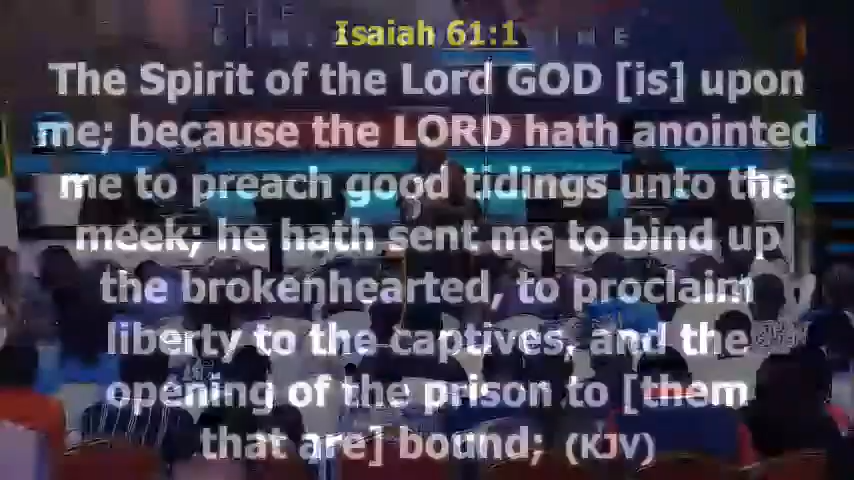 THE
Isaiah 61:1
The Spirit of the Lord GOD [is] upon
me; because the LORD hath anointed
me to preach good tidings unto the
meek; he hath sent me to bind up
the brokenhearted, to proclaim
liberty to the captives, and the
opening of the prison to [them
that are] bound; (KJV)